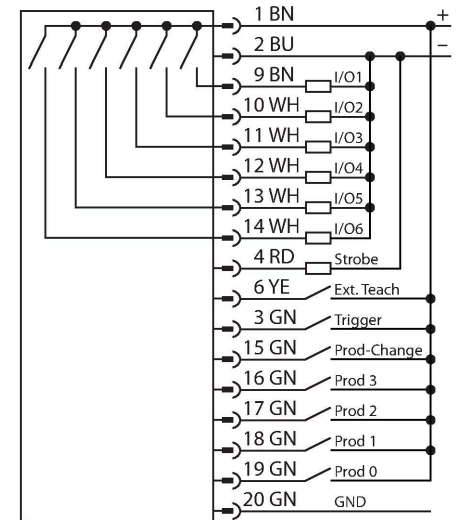 1 BN +
2 BU −
9 BN I/O1
10 WH I/O2
11 WH I/O3
12 WH I/O4
13 WH I/O5
14 WH I/O6
4 RD Strobe
6 YE Ext. Teach
3 GN Trigger
15 GN Prod-Change
16 GN Prod 3
17 GN Prod 2
18 GN Prod 1
19 GN Prod 0
20 GN GND